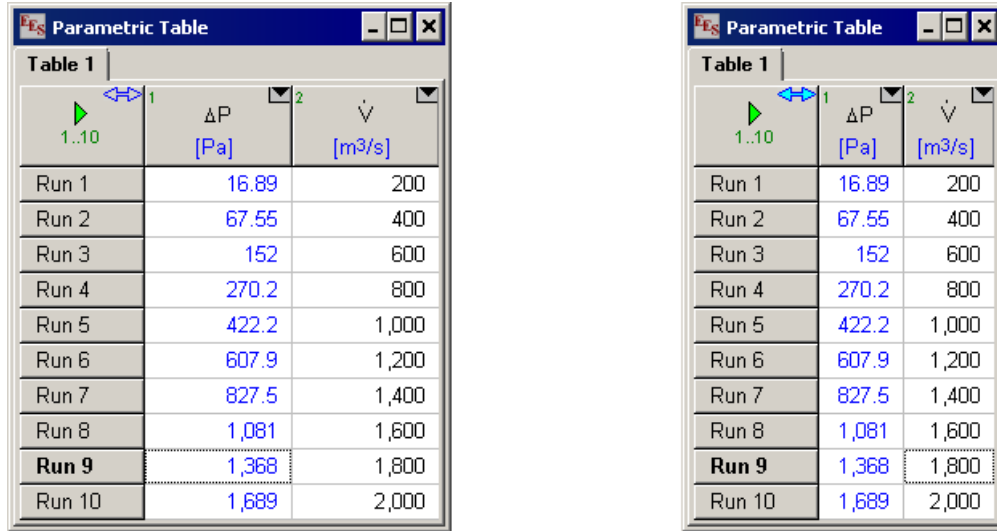 EES Parametric Table
Table 1
1..10
1 ΔP [Pa]
2 V̇ [m3/s]
Run 1 16.89 200
Run 2 67.55 400
Run 3 152 600
Run 4 270.2 800
Run 5 422.2 1,000
Run 6 607.9 1,200
Run 7 827.5 1,400
Run 8 1,081 1,600
Run 9 1,368 1,800
Run 10 1,689 2,000
EES Parametric Table
Table 1
1..10
1 ΔP [Pa]
2 V̇ [m3/s]
Run 1 16.89 200
Run 2 67.55 400
Run 3 152 600
Run 4 270.2 800
Run 5 422.2 1,000
Run 6 607.9 1,200
Run 7 827.5 1,400
Run 8 1,081 1,600
Run 9 1,368 1,800
Run 10 1,689 2,000